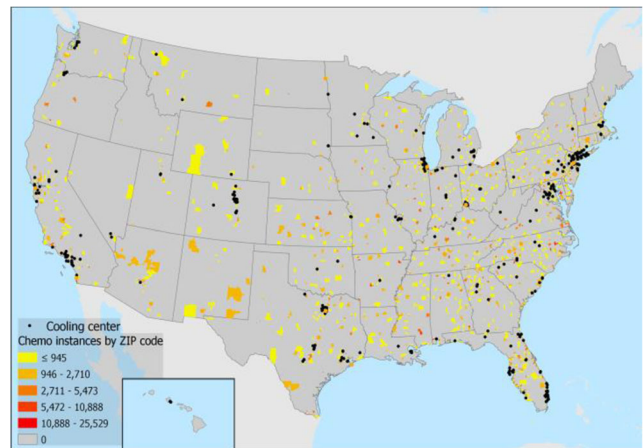 Cooling center
Chemo instances by ZIP code
≤ 945
946 - 2,710
2,711 - 5,473
5,472 - 10,888
10,888 - 25,529
0